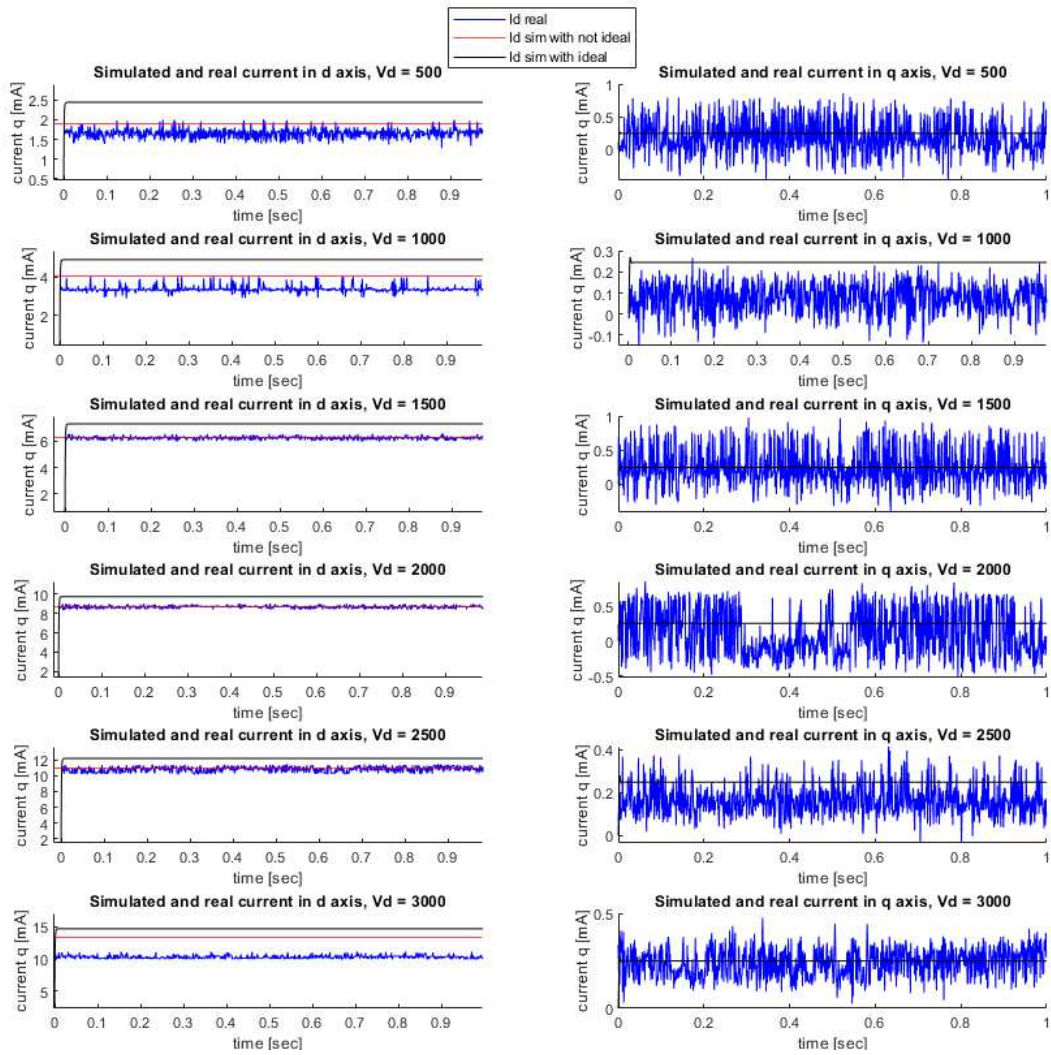 Id real
Id sim with not ideal
Id sim with ideal
Simulated and real current in d axis, Vd = 500
current q [mA]
2.5
2
1.5
1
0.5
0 0.1 0.2 0.3 0.4 0.5 0.6 0.7 0.8 0.9
time [sec]
Simulated and real current in q axis, Vd = 500
current q [mA]
1
0.5
0
0 0.2 0.4 0.6 0.8 1
time [sec]
Simulated and real current in d axis, Vd = 1000
current q [mA]
4
2
0 0.1 0.2 0.3 0.4 0.5 0.6 0.7 0.8 0.9
time [sec]
Simulated and real current in q axis, Vd = 1000
current q [mA]
0.3
0.2
0.1
0
-0.1
0 0.1 0.2 0.3 0.4 0.5 0.6 0.7 0.8 0.9
time [sec]
Simulated and real current in d axis, Vd = 1500
current q [mA]
6
4
2
0 0.1 0.2 0.3 0.4 0.5 0.6 0.7 0.8 0.9
time [sec]
Simulated and real current in q axis, Vd = 1500
current q [mA]
1
0.5
0
0 0.2 0.4 0.6 0.8 1
time [sec]
Simulated and real current in d axis, Vd = 2000
current q [mA]
10
8
6
4
2
0 0.1 0.2 0.3 0.4 0.5 0.6 0.7 0.8 0.9
time [sec]
Simulated and real current in q axis, Vd = 2000
current q [mA]
0.5
0
-0.5
0 0.2 0.4 0.6 0.8 1
time [sec]
Simulated and real current in d axis, Vd = 2500
current q [mA]
12
10
8
6
4
2
0 0.1 0.2 0.3 0.4 0.5 0.6 0.7 0.8 0.9
time [sec]
Simulated and real current in q axis, Vd = 2500
current q [mA]
0.4
0.2
0
0 0.2 0.4 0.6 0.8 1
time [sec]
Simulated and real current in d axis, Vd = 3000
current q [mA]
15
10
5
0 0.1 0.2 0.3 0.4 0.5 0.6 0.7 0.8 0.9
time [sec]
Simulated and real current in q axis, Vd = 3000
current q [mA]
0.5
0
0 0.2 0.4 0.6 0.8 1
time [sec]